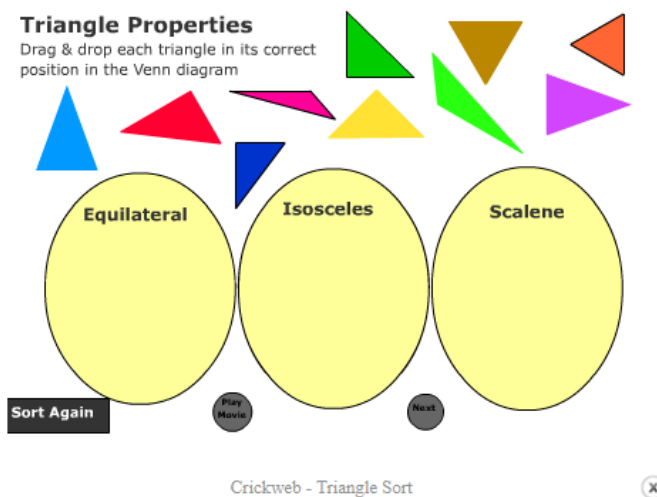 Triangle Properties
Drag & drop each triangle in its correct
position in the Venn diagram
Equilateral
Isosceles
Scalene
Sort Again
Play
Movie
Next
Crickweb - Triangle Sort
X